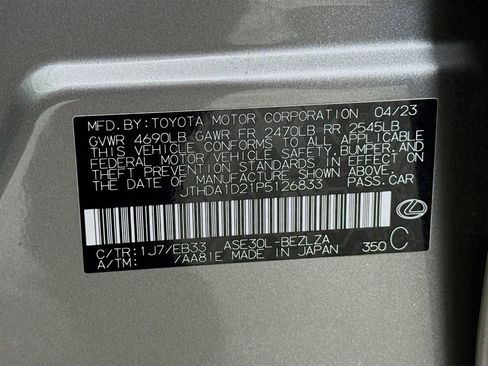 MFD. BY: TOYOTA MOTOR CORPORATION 04/23
GVWR 4690LB GAWR FR 2470LB RR 2545LB
THIS VEHICLE CONFORMS TO ALL APPLICABLE
FEDERAL MOTOR VEHICLE SAFETY, BUMPER, AND
THEFT PREVENTION STANDARDS IN EFFECT ON
THE DATE OF MANUFACTURE SHOWN ABOVE.
JTHDA1D21P5126833 PASS. CAR
C/TR: 1J7/EB33 ASE30L-BEZLZA 350 C
A/TM: /AA81E MADE IN JAPAN